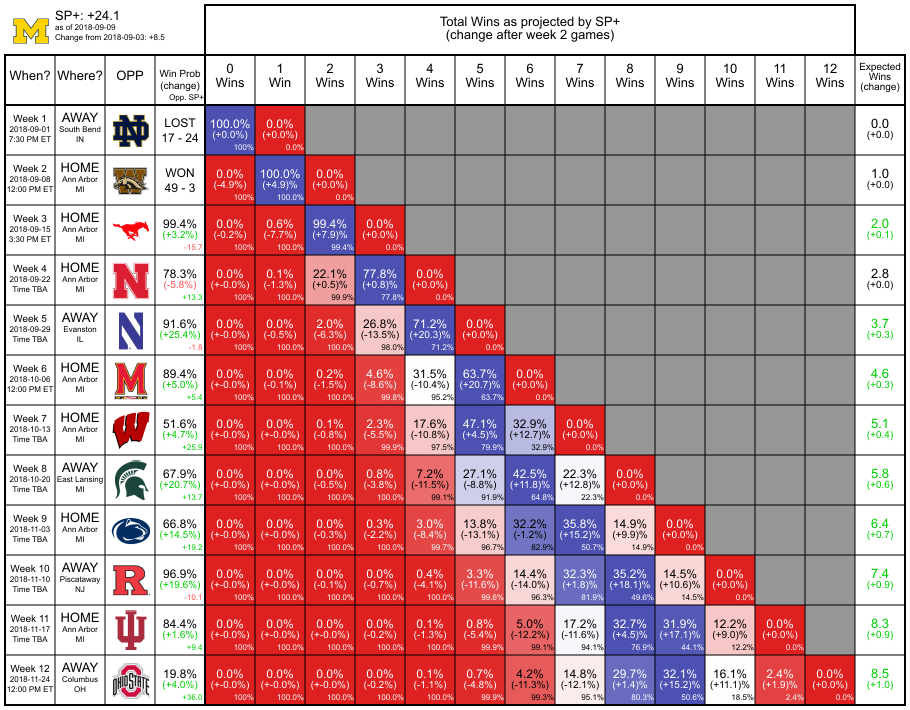 SP+: +24.1
as of 2018-09-09
Change from 2018-09-03: +8.5
Total Wins as projected by SP+
(change after week 2 games)
When? Where? OPP Win Prob (change) Opp. SP+ 0 Wins 1 Win 2 Wins 3 Wins 4 Wins 5 Wins 6 Wins 7 Wins 8 Wins 9 Wins 10 Wins 11 Wins 12 Wins Expected Wins (change)
Week 1 AWAY LOST 100.0% 0.0% 0.0
2018-09-01 South Bend 17 - 24 (+0.0%) (+0.0%) (+0.0)
7:30 PM ET IN 100% 0.0%
Week 2 HOME WON 0.0% 100.0% 0.0% 1.0
2018-09-08 Ann Arbor 49 - 3 (-4.9%) (+4.9)% (+0.0%) (+0.0)
12:00 PM ET MI 100% 100.0% 0.0%
Week 3 HOME 99.4% 0.0% 0.6% 99.4% 0.0% 2.0
2018-09-15 Ann Arbor (+3.2%) (-0.2%) (-7.7%) (+7.9)% (+0.0%) (+0.1)
3:30 PM ET MI -15.7 100% 100.0% 99.4% 0.0%
Week 4 HOME 78.3% 0.0% 0.1% 22.1% 77.8% 0.0% 2.8
2018-09-22 Ann Arbor (-5.8%) (+-0.0%) (-1.3%) (+0.5)% (+0.8)% (+0.0%) (+0.0)
Time TBA MI +13.3 100% 100.0% 99.9% 77.8% 0.0%
Week 5 AWAY 91.6% 0.0% 0.0% 2.0% 26.8% 71.2% 0.0% 3.7
2018-09-29 Evanston (+25.4%) (+-0.0%) (-0.5%) (-6.3%) (-13.5%) (+20.3)% (+0.0%) (+0.3)
Time TBA IL -1.8 100% 100.0% 100.0% 98.0% 71.2% 0.0%
Week 6 HOME 89.4% 0.0% 0.0% 0.2% 4.6% 31.5% 63.7% 0.0% 4.6
2018-10-06 Ann Arbor (+5.0%) (+-0.0%) (-0.1%) (-1.5%) (-8.6%) (-10.4%) (+20.7)% (+0.0%) (+0.3)
12:00 PM ET MI +5.4 100% 100.0% 100.0% 99.8% 95.2% 63.7% 0.0%
Week 7 HOME 51.6% 0.0% 0.0% 0.1% 2.3% 17.6% 47.1% 32.9% 0.0% 5.1
2018-10-13 Ann Arbor (+4.7%) (+-0.0%) (+-0.0%) (-0.8%) (-5.5%) (-10.8%) (+4.5)% (+12.7)% (+0.0%) (+0.4)
Time TBA MI +25.9 100% 100.0% 100.0% 99.9% 97.5% 79.9% 32.9% 0.0%
Week 8 AWAY 67.9% 0.0% 0.0% 0.0% 0.8% 7.2% 27.1% 42.5% 22.3% 0.0% 5.8
2018-10-20 East Lansing (+20.7%) (+-0.0%) (+-0.0%) (-0.5%) (-3.8%) (-11.5%) (-8.8%) (+11.8)% (+12.8)% (+0.0%) (+0.6)
Time TBA MI +13.7 100% 100.0% 100.0% 100.0% 99.1% 91.9% 64.8% 22.3% 0.0%
Week 9 HOME 66.8% 0.0% 0.0% 0.0% 0.2% 3.0% 13.8% 32.2% 35.8% 14.9% 0.0% 6.4
2018-11-03 Ann Arbor (+14.5%) (+-0.0%) (+-0.0%) (-0.3%) (-2.2%) (-8.4%) (-13.1%) (-1.2%) (+15.2)% (+9.9)% (+0.0%) (+0.7)
Time TBA MI +19.2 100% 100.0% 100.0% 100.0% 99.7% 96.7% 82.9% 50.7% 14.9% 0.0%
Week 10 AWAY 96.9% 0.0% 0.0% 0.0% 0.0% 0.4% 3.3% 14.4% 32.3% 35.2% 14.5% 0.0% 7.4
2018-11-10 Piscataway (+19.6%) (+-0.0%) (+-0.0%) (-0.1%) (-0.7%) (-4.1%) (-11.6%) (-14.0%) (+1.8)% (+18.1)% (+10.6)% (+0.0%) (+0.9)
Time TBA NJ -10.1 100% 100.0% 100.0% 100.0% 100.0% 99.6% 96.3% 81.9% 49.6% 14.5% 0.0%
Week 11 HOME 84.4% 0.0% 0.0% 0.0% 0.0% 0.1% 0.8% 5.0% 17.2% 32.7% 31.9% 12.2% 0.0% 8.3
2018-11-17 Ann Arbor (+1.6%) (+-0.0%) (+-0.0%) (+-0.0%) (-0.2%) (-1.3%) (-5.4%) (-12.2%) (-11.6%) (+4.5)% (+17.1)% (+9.0)% (+0.0%) (+0.9)
Time TBA MI +9.4 100% 100.0% 100.0% 100.0% 100.0% 99.9% 99.1% 94.1% 76.9% 44.1% 12.2% 0.0%
Week 12 AWAY 19.8% 0.0% 0.0% 0.0% 0.0% 0.1% 0.7% 4.2% 14.8% 29.7% 32.1% 16.1% 2.4% 0.0% 8.5
2018-11-24 Columbus OHIO STATE (+4.0%) (+-0.0%) (+-0.0%) (+-0.0%) (-0.2%) (-1.1%) (-4.8%) (-11.3%) (-12.1%) (+1.4)% (+15.2)% (+11.1)% (+1.9)% (+0.0%) (+1.0)
12:00 PM ET OH +36.0 100% 100.0% 100.0% 100.0% 100.0% 99.9% 99.3% 95.1% 80.3% 50.6% 18.5% 2.4% 0.0%